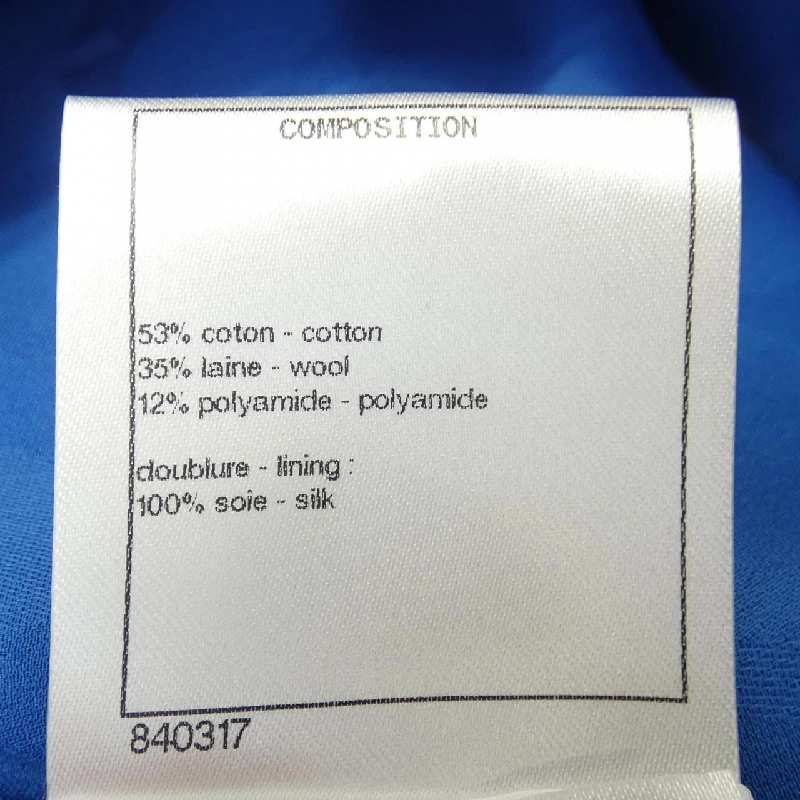 COMPOSITION
53% coton - cotton
35% laine - wool
12% polyamide - polyamide
doublure - lining :
100% soie - silk
840317